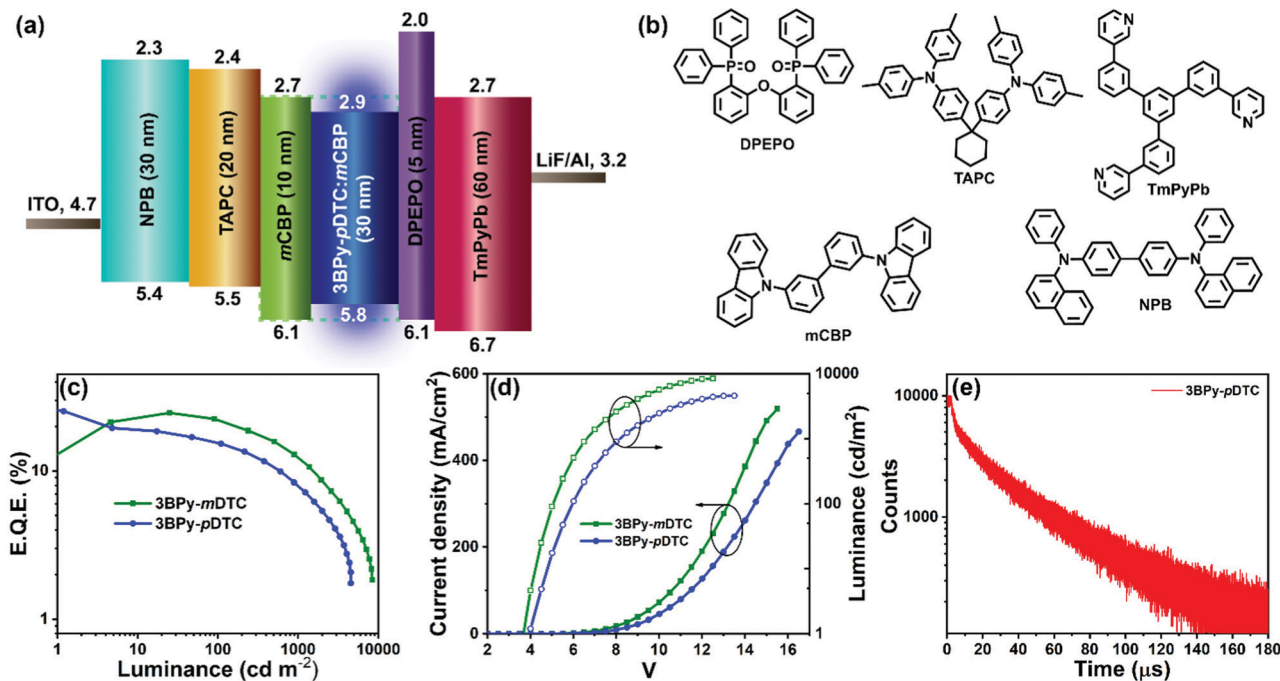 (a)
2.3
2.4
2.7
2.9
2.0
2.7
ITO, 4.7
NPB (30 nm)
TAPC (20 nm)
mCBP (10 nm)
3BPy-pDTC:mCBP
(30 nm)
DPEPO (5 nm)
TmPyPb (60 nm)
LiF/Al, 3.2
5.4
5.5
6.1
5.8
6.1
6.7
(b)
P=O
O=P
O
DPEPO
N
N
TAPC
N
N
N
TmPyPb
N
N
mCBP
N
N
NPB
(c)
E.Q.E. (%)
10
1
3BPy-mDTC
3BPy-pDTC
1
10
100
1000
10000
Luminance (cd m-2)
(d)
Current density (mA/cm2)
600
500
400
300
200
100
0
3BPy-mDTC
3BPy-pDTC
10000
100
1
Luminance (cd/m2)
2
4
6
8
10
12
14
16
V
(e)
3BPy-pDTC
Counts
10000
1000
0
20
40
60
80
100
120
140
160
180
Time (μs)